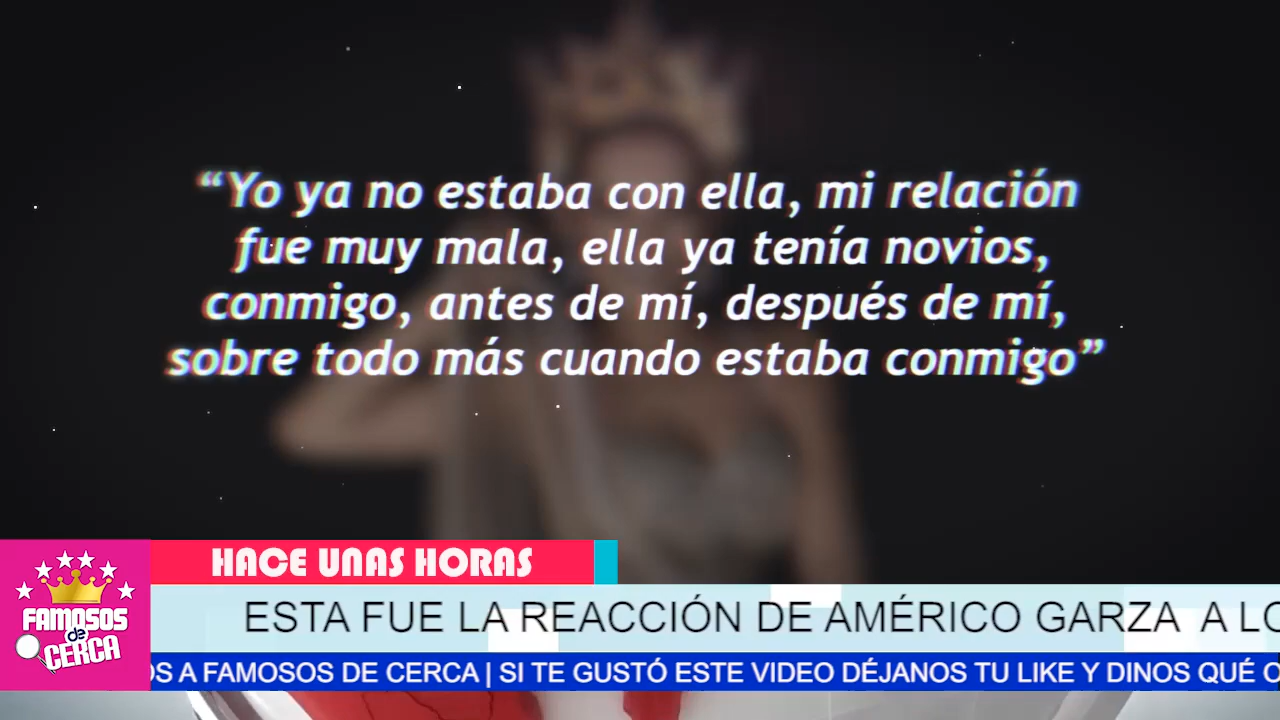 “Yo ya no estaba con ella, mi relación
fue muy mala, ella ya tenía novios,
conmigo, antes de mí, después de mí,
sobre todo más cuando estaba conmigo”
HACE UNAS HORAS
FAMOSOS
de
CERCA
ESTA FUE LA REACCIÓN DE AMÉRICO GARZA A LO
OS A FAMOSOS DE CERCA | SI TE GUSTÓ ESTE VIDEO DÉJANOS TU LIKE Y DINOS QUÉ